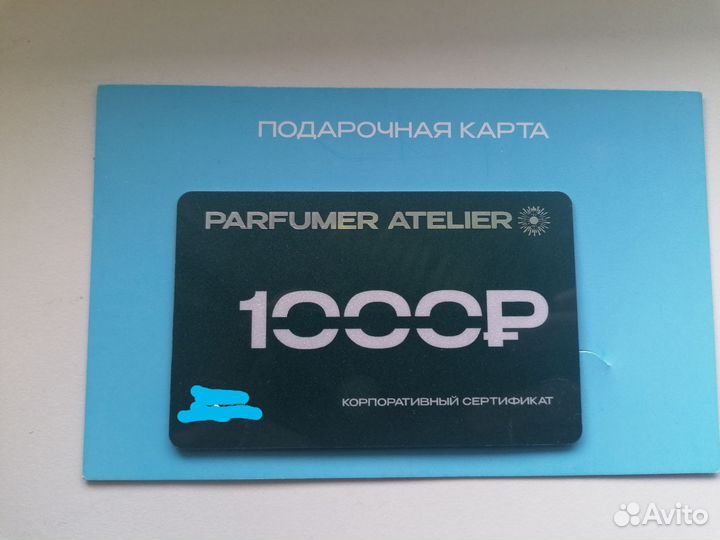 ПОДАРОЧНАЯ КАРТА
PARFUMER ATELIER
1000₽
КОРПОРАТИВНЫЙ СЕРТИФИКАТ
Avito